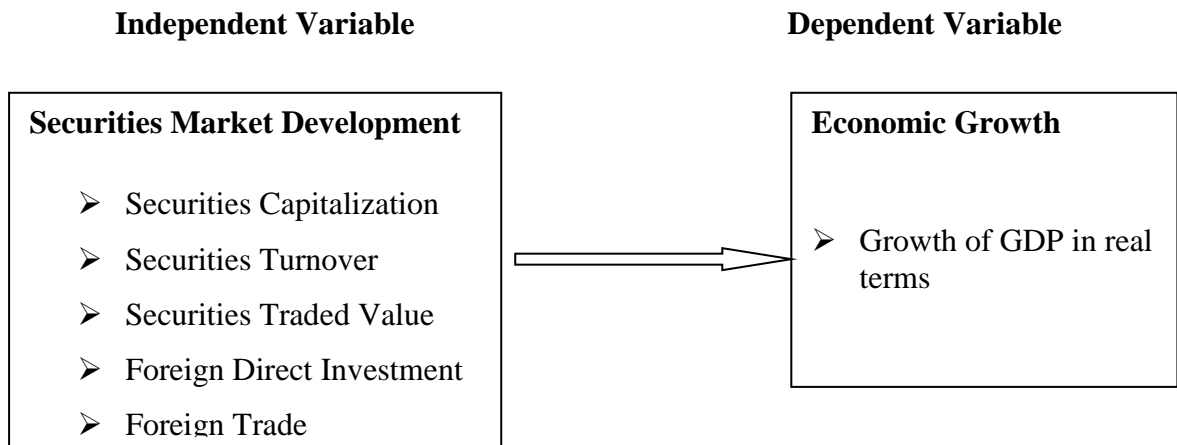 Independent Variable
Dependent Variable
Securities Market Development
➢ Securities Capitalization
➢ Securities Turnover
➢ Securities Traded Value
➢ Foreign Direct Investment
➢ Foreign Trade
Economic Growth
➢ Growth of GDP in real
terms